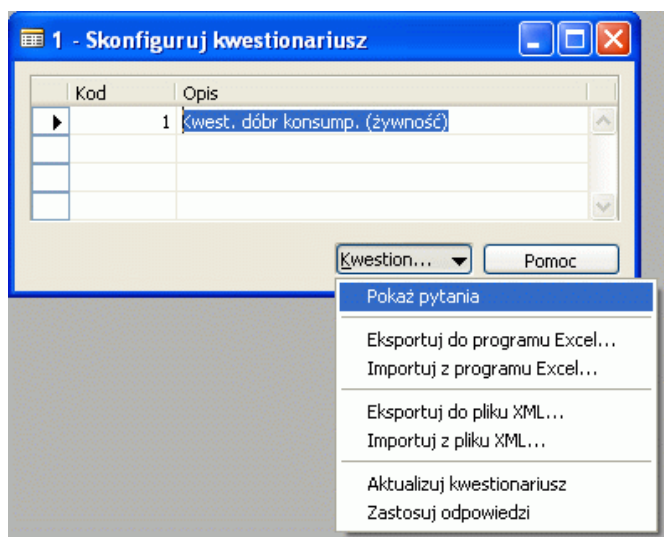 1 - Skonfiguruj kwestionariusz
Kod Opis
1 Kwest. dóbr konsump. (żywność)
Kwestion... Pomoc
Pokaż pytania
Eksportuj do programu Excel...
Importuj z programu Excel...
Eksportuj do pliku XML...
Importuj z pliku XML...
Aktualizuj kwestionariusz
Zastosuj odpowiedzi